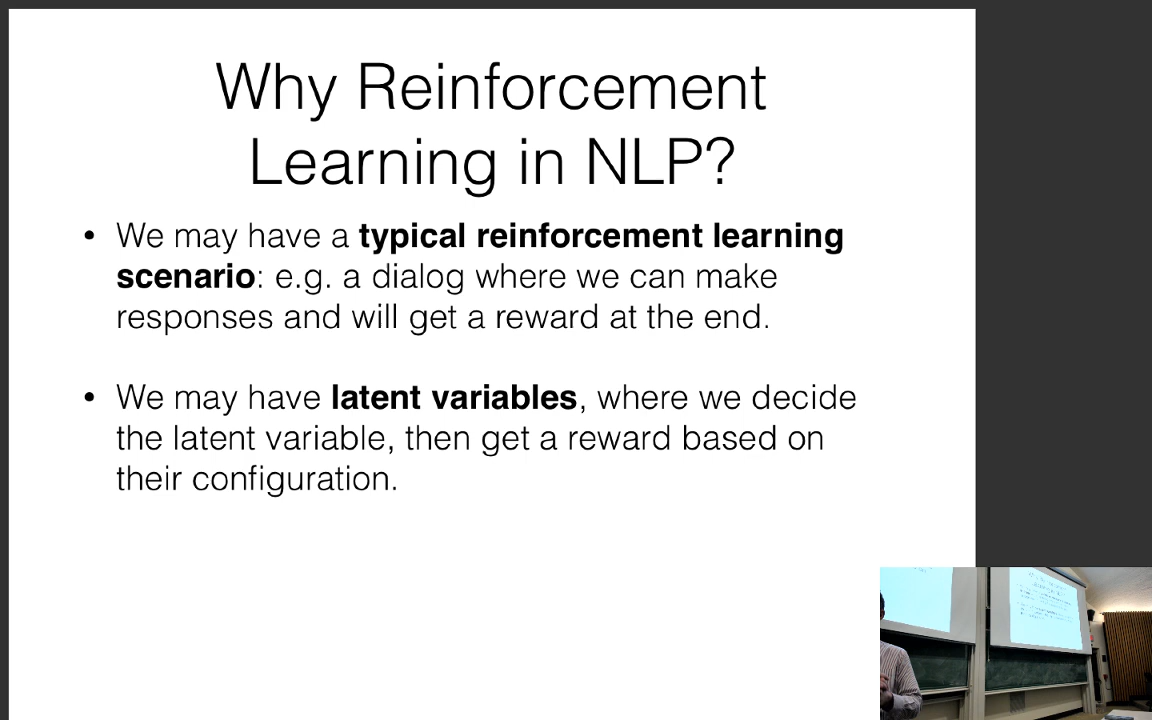 Why Reinforcement
Learning in NLP?
• We may have a typical reinforcement learning
scenario: e.g. a dialog where we can make
responses and will get a reward at the end.
• We may have latent variables, where we decide
the latent variable, then get a reward based on
their configuration.